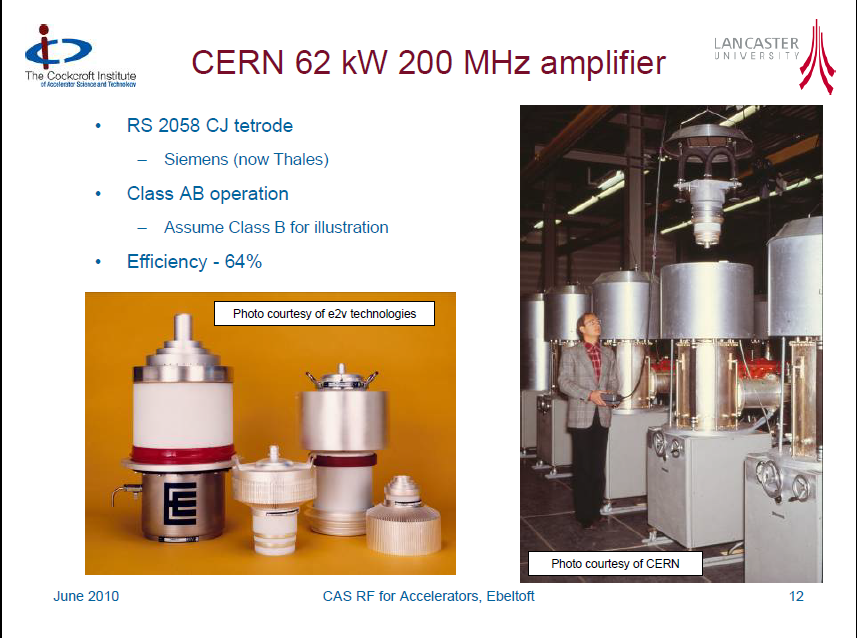 The Cockcroft Institute
of Accelerator Science and Technology
CERN 62 kW 200 MHz amplifier
LANCASTER
UNIVERSITY
• RS 2058 CJ tetrode
– Siemens (now Thales)
• Class AB operation
– Assume Class B for illustration
• Efficiency - 64%
Photo courtesy of e2v technologies
Photo courtesy of CERN
June 2010
CAS RF for Accelerators, Ebeltoft
12